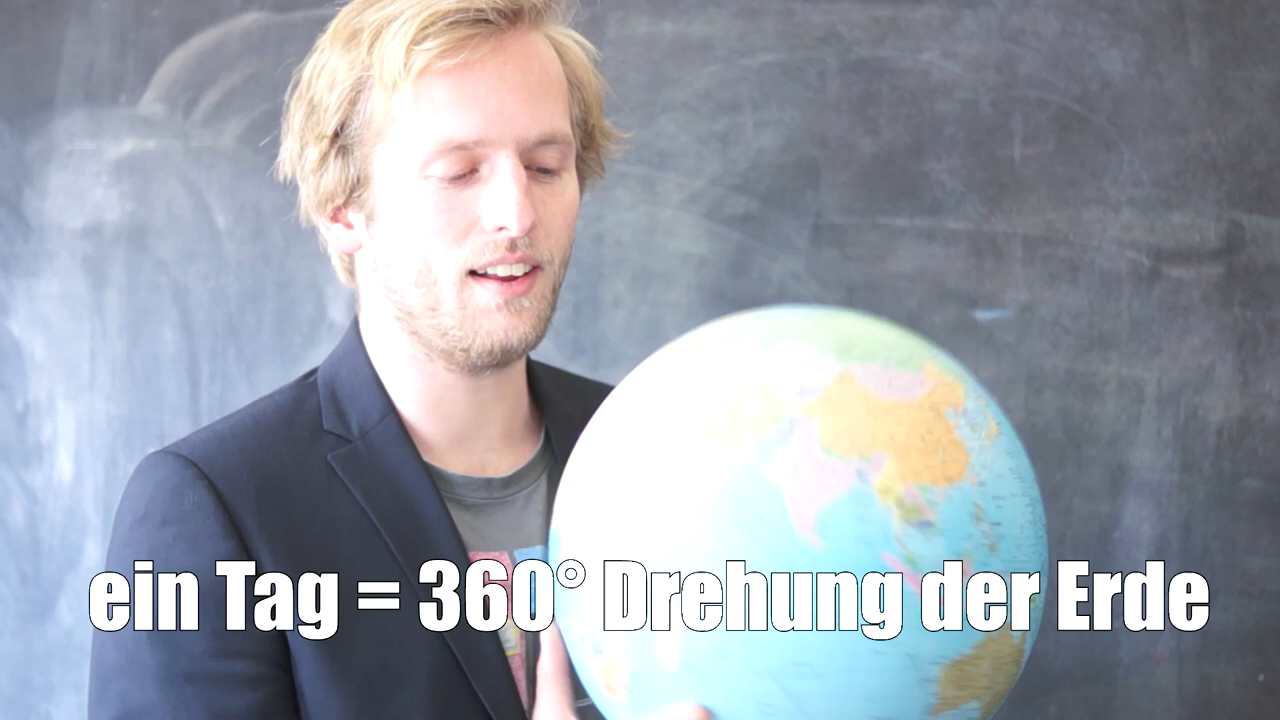 ein Tag = 360° Drehung der Erde